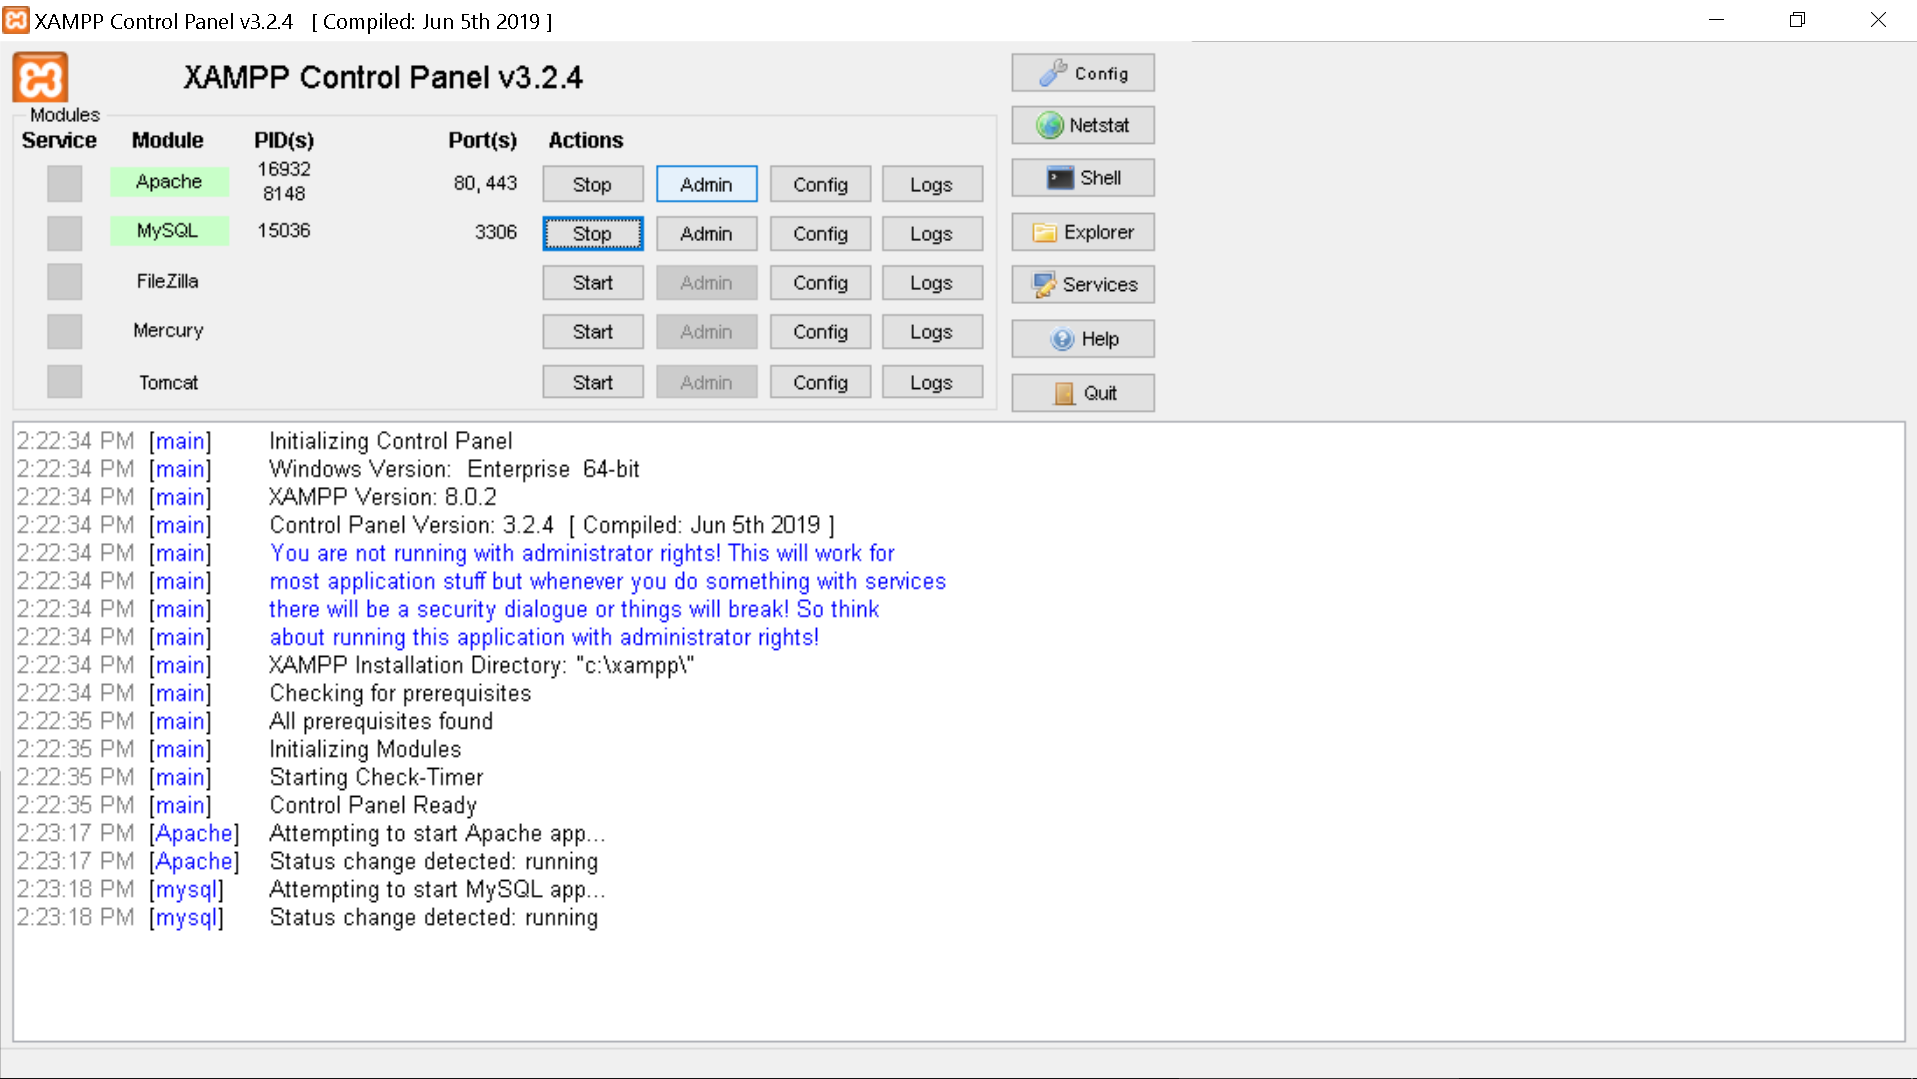 XAMPP Control Panel v3.2.4 [ Compiled: Jun 5th 2019 ]
XAMPP Control Panel v3.2.4
Modules
Service Module PID(s) Port(s) Actions
Apache 16932 8148 80, 443 Stop Admin Config Logs
MySQL 15036 3306 Stop Admin Config Logs
FileZilla Start Admin Config Logs
Mercury Start Admin Config Logs
Tomcat Start Admin Config Logs
Config
Netstat
Shell
Explorer
Services
Help
Quit
2:22:34 PM [main] Initializing Control Panel
2:22:34 PM [main] Windows Version: Enterprise 64-bit
2:22:34 PM [main] XAMPP Version: 8.0.2
2:22:34 PM [main] Control Panel Version: 3.2.4 [ Compiled: Jun 5th 2019 ]
2:22:34 PM [main] You are not running with administrator rights! This will work for
2:22:34 PM [main] most application stuff but whenever you do something with services
2:22:34 PM [main] there will be a security dialogue or things will break! So think
2:22:34 PM [main] about running this application with administrator rights!
2:22:34 PM [main] XAMPP Installation Directory: "c:\xampp\"
2:22:34 PM [main] Checking for prerequisites
2:22:35 PM [main] All prerequisites found
2:22:35 PM [main] Initializing Modules
2:22:35 PM [main] Starting Check-Timer
2:22:35 PM [main] Control Panel Ready
2:23:17 PM [Apache] Attempting to start Apache app...
2:23:17 PM [Apache] Status change detected: running
2:23:18 PM [mysql] Attempting to start MySQL app...
2:23:18 PM [mysql] Status change detected: running